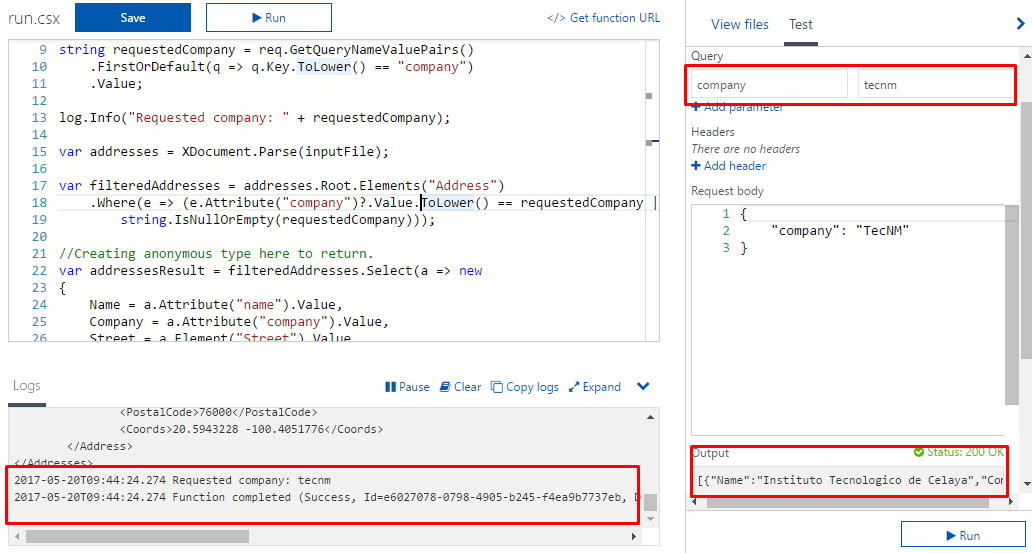 run.csx
Save
Run
</> Get function URL
9 string requestedCompany = req.GetQueryNameValuePairs()
10 .FirstOrDefault(q => q.Key.ToLower() == "company")
11 .Value;
12
13 log.Info("Requested company: " + requestedCompany);
14
15 var addresses = XDocument.Parse(inputFile);
16
17 var filteredAddresses = addresses.Root.Elements("Address")
18 .Where(e => (e.Attribute("company")?.Value.ToLower() == requestedCompany |
19 string.IsNullOrEmpty(requestedCompany)));
20
21 //Creating anonymous type here to return.
22 var addressesResult = filteredAddresses.Select(a => new
23 {
24 Name = a.Attribute("name").Value,
25 Company = a.Attribute("company").Value,
26 Street = a.Element("Street").Value
Logs
Pause
Clear
Copy logs
Expand
<PostalCode>76000</PostalCode>
<Coords>20.5943228 -100.4051776</Coords>
</Address>
</Addresses>
2017-05-20T09:44:24.274 Requested company: tecnm
2017-05-20T09:44:24.274 Function completed (Success, Id=e6027078-0798-4905-b245-f4ea9b7737eb, D
View files
Test
Query
company
tecnm
Add parameter
Headers
There are no headers
Add header
Request body
1 {
2 "company": "TecNM"
3 }
Output
Status: 200 OK
[{"Name":"Instituto Tecnologico de Celaya","Com
Run